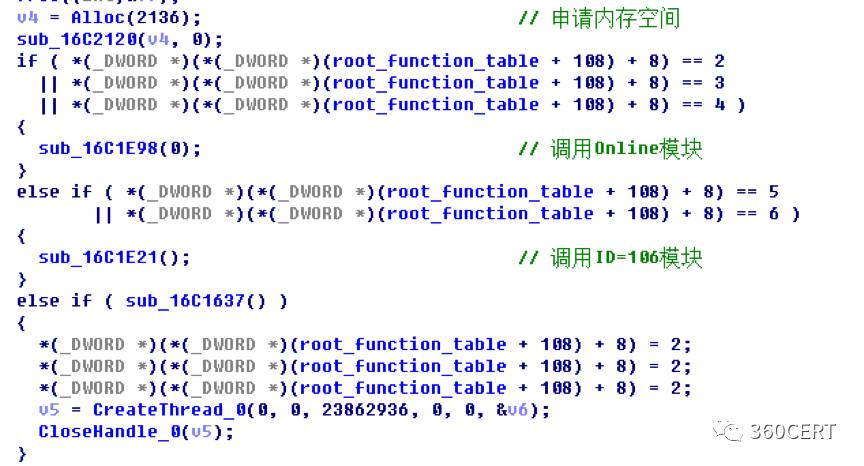 v4 = Alloc(2136); // 申请内存空间
sub_16C2120(v4, 0);
if ( *(_DWORD *)(*(_DWORD *)(root_function_table + 108) + 8) == 2
|| *(_DWORD *)(*(_DWORD *)(root_function_table + 108) + 8) == 3
|| *(_DWORD *)(*(_DWORD *)(root_function_table + 108) + 8) == 4 )
{
sub_16C1E98(0); // 调用Online模块
}
else if ( *(_DWORD *)(*(_DWORD *)(root_function_table + 108) + 8) == 5
|| *(_DWORD *)(*(_DWORD *)(root_function_table + 108) + 8) == 6 )
{
sub_16C1E21(); // 调用ID=106模块
}
else if ( sub_16C1637() )
{
*(_DWORD *)(*(_DWORD *)(root_function_table + 108) + 8) = 2;
*(_DWORD *)(*(_DWORD *)(root_function_table + 108) + 8) = 2;
*(_DWORD *)(*(_DWORD *)(root_function_table + 108) + 8) = 2;
v5 = CreateThread_0(0, 0, 23862936, 0, 0, &v6);
CloseHandle_0(v5);
}
360CERT